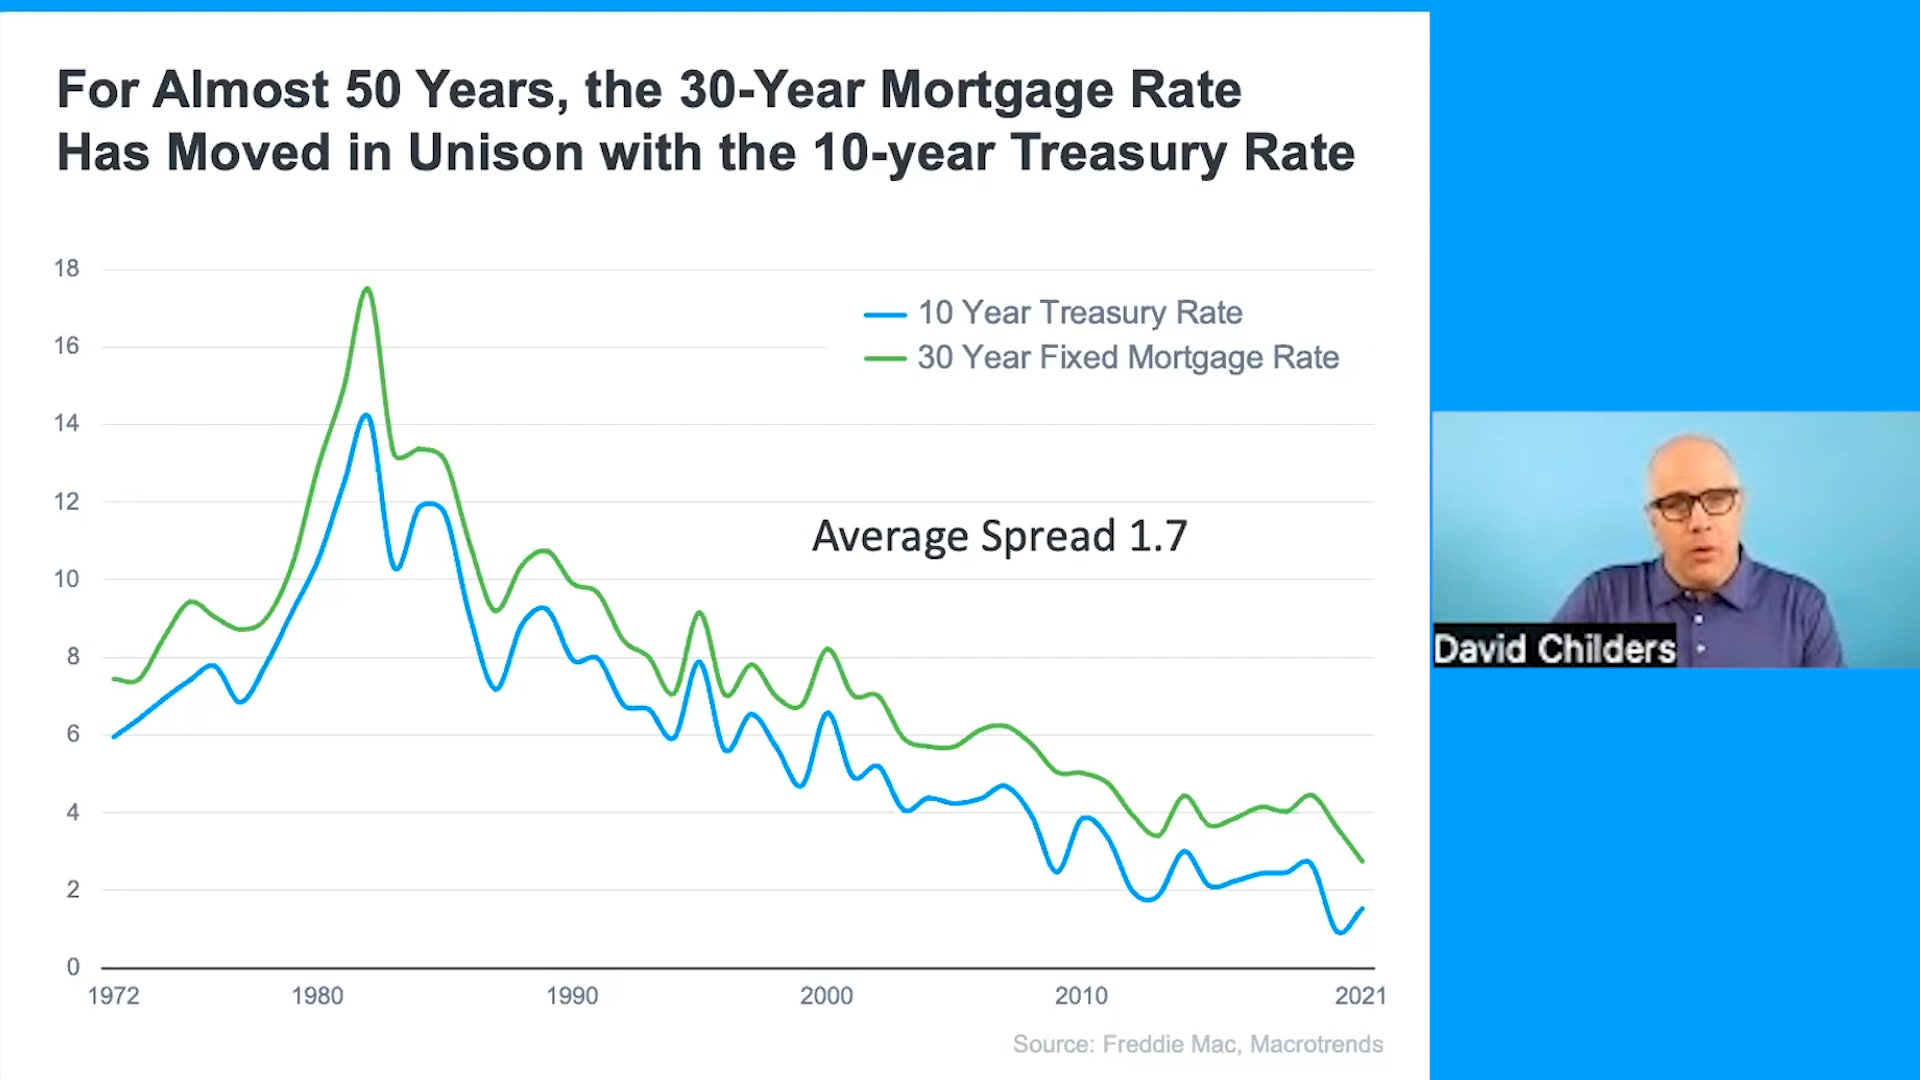 For Almost 50 Years, the 30-Year Mortgage Rate
Has Moved in Unison with the 10-year Treasury Rate
18
16
14
12
10
8
6
4
2
0
10 Year Treasury Rate
30 Year Fixed Mortgage Rate
Average Spread 1.7
1972 1980 1990 2000 2010 2021
Source: Freddie Mac, Macrotrends
David Childers